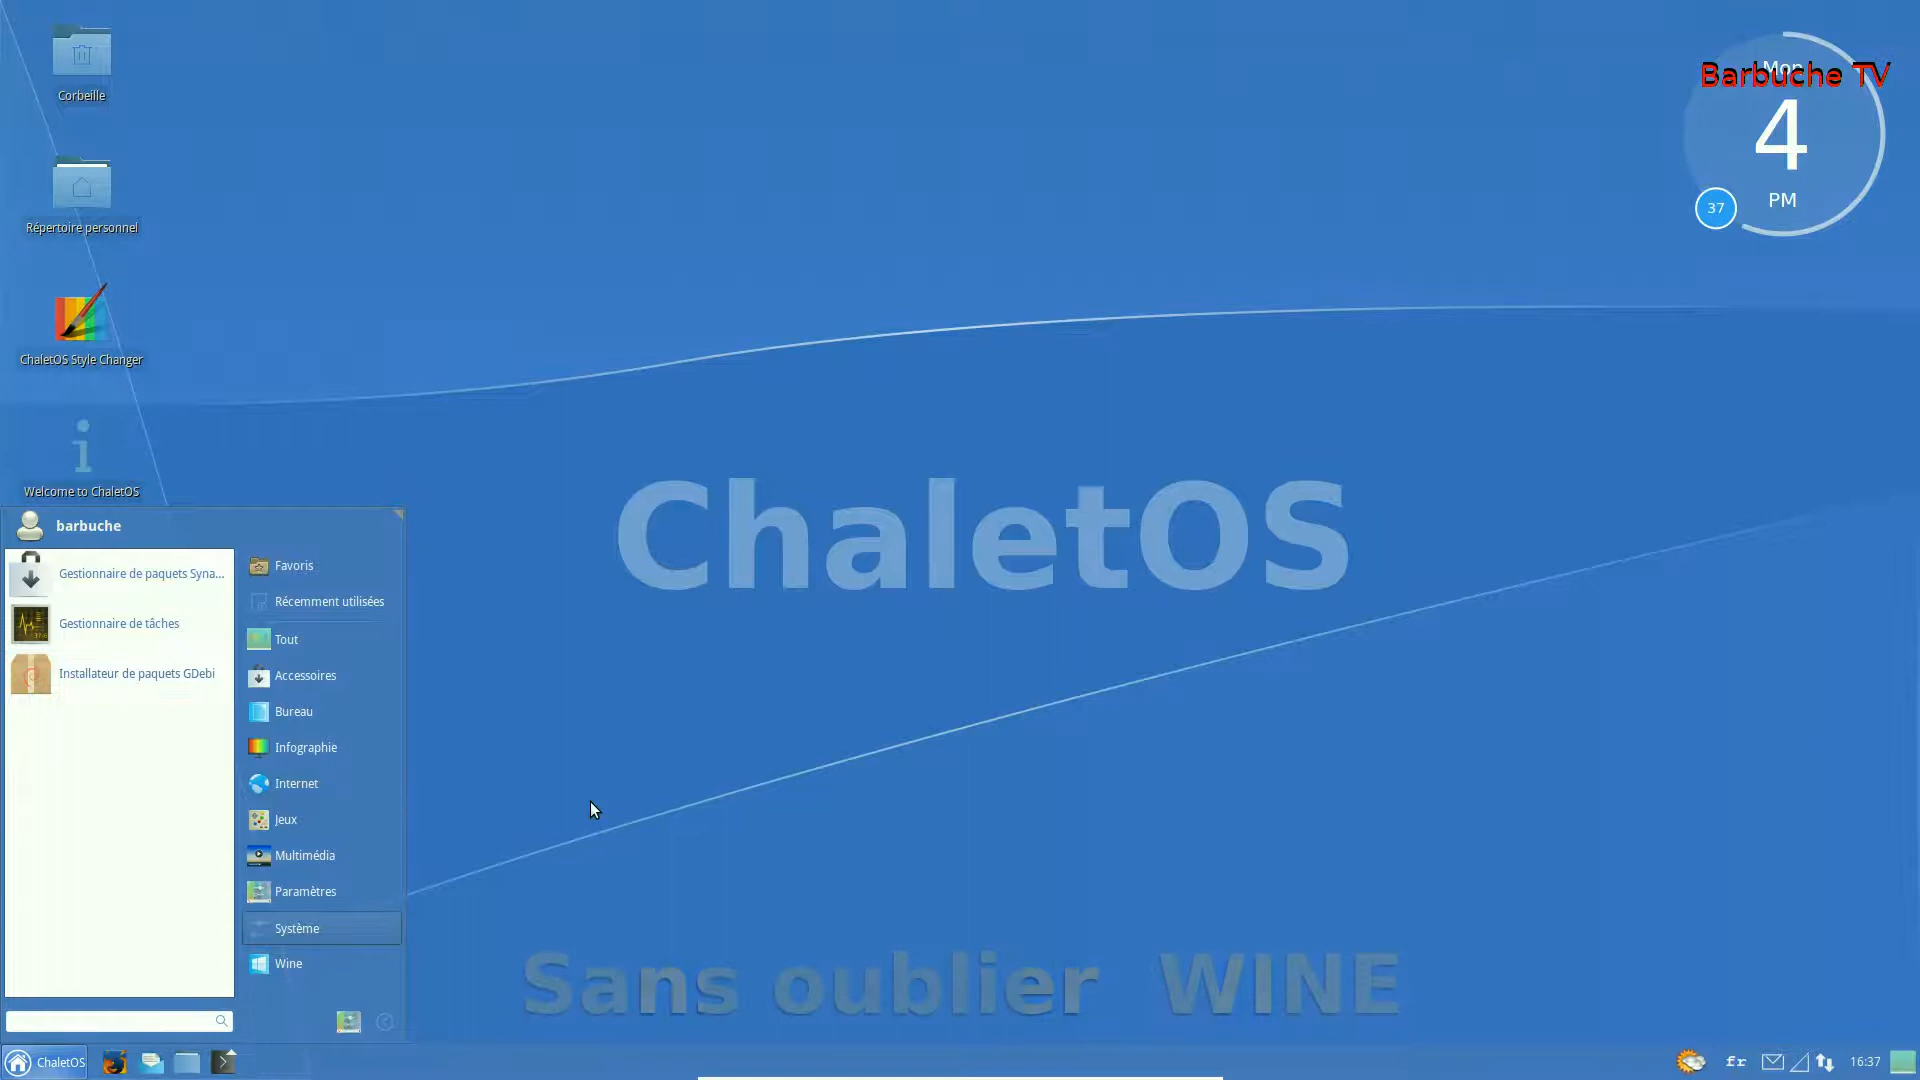 Corbeille
Répertoire personnel
ChaletOS Style Changer
Welcome to ChaletOS
Mon
Barbuche TV
4
PM
37
ChaletOS
barbuche
Gestionnaire de paquets Syna...
Gestionnaire de tâches
Installateur de paquets GDebi
Favoris
Récemment utilisées
Tout
Accessoires
Bureau
Infographie
Internet
Jeux
Multimédia
Paramètres
Système
Wine
Sans oublier WINE
ChaletOS
fr
16:37